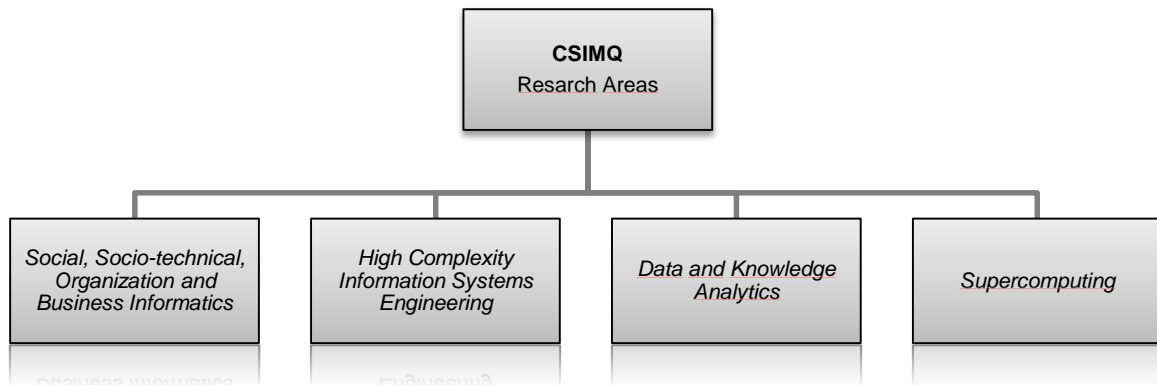 CSIMQ
Resarch Areas
Social, Socio-technical,
Organization and
Business Informatics
High Complexity
Information Systems
Engineering
Data and Knowledge
Analytics
Supercomputing